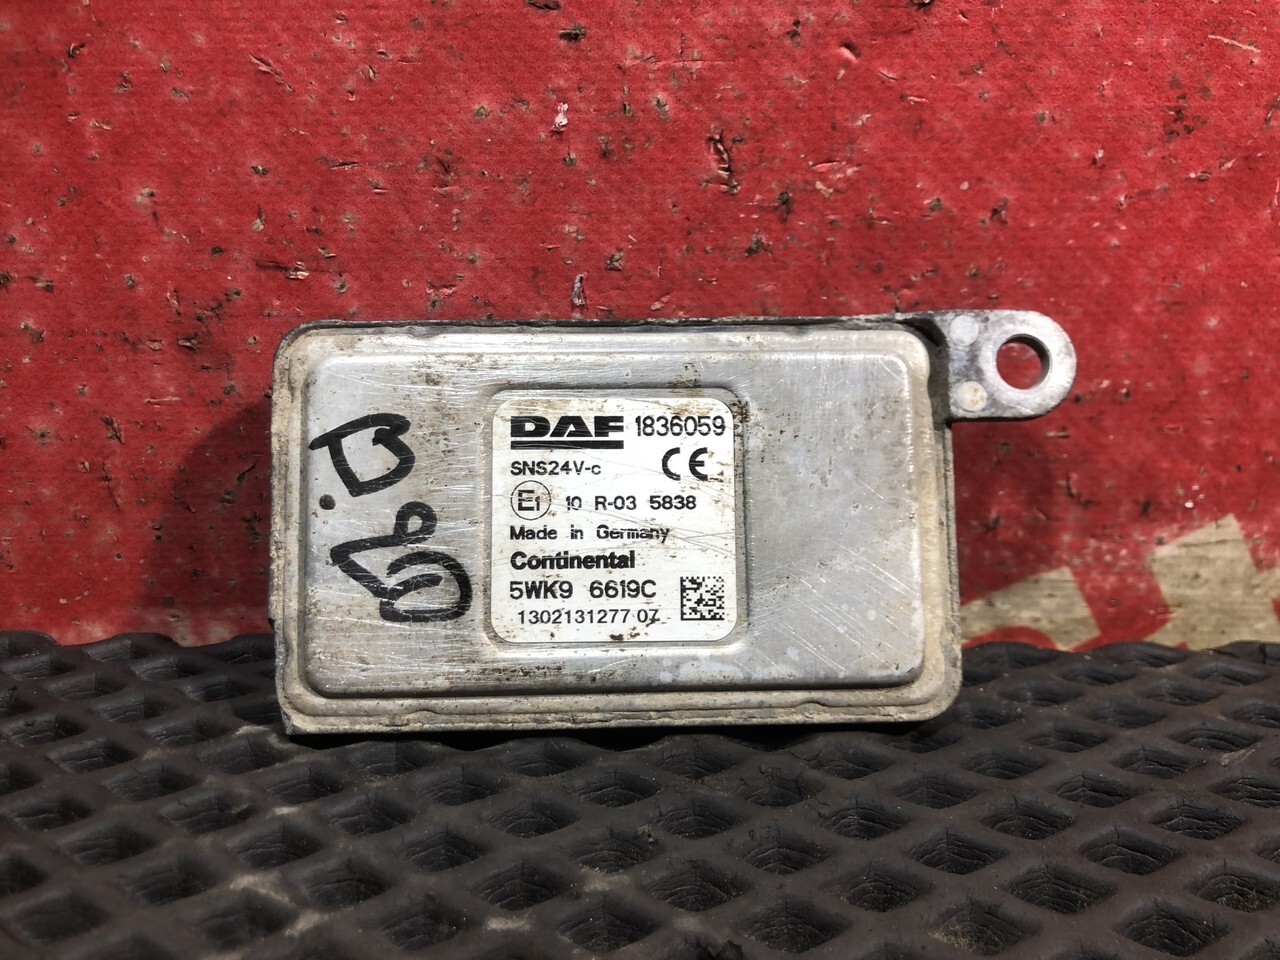 DAF 1836059
SNS24V-c CE
E1 10 R-03 5838
Made in Germany
Continental
5WK9 6619C
1302131277 07